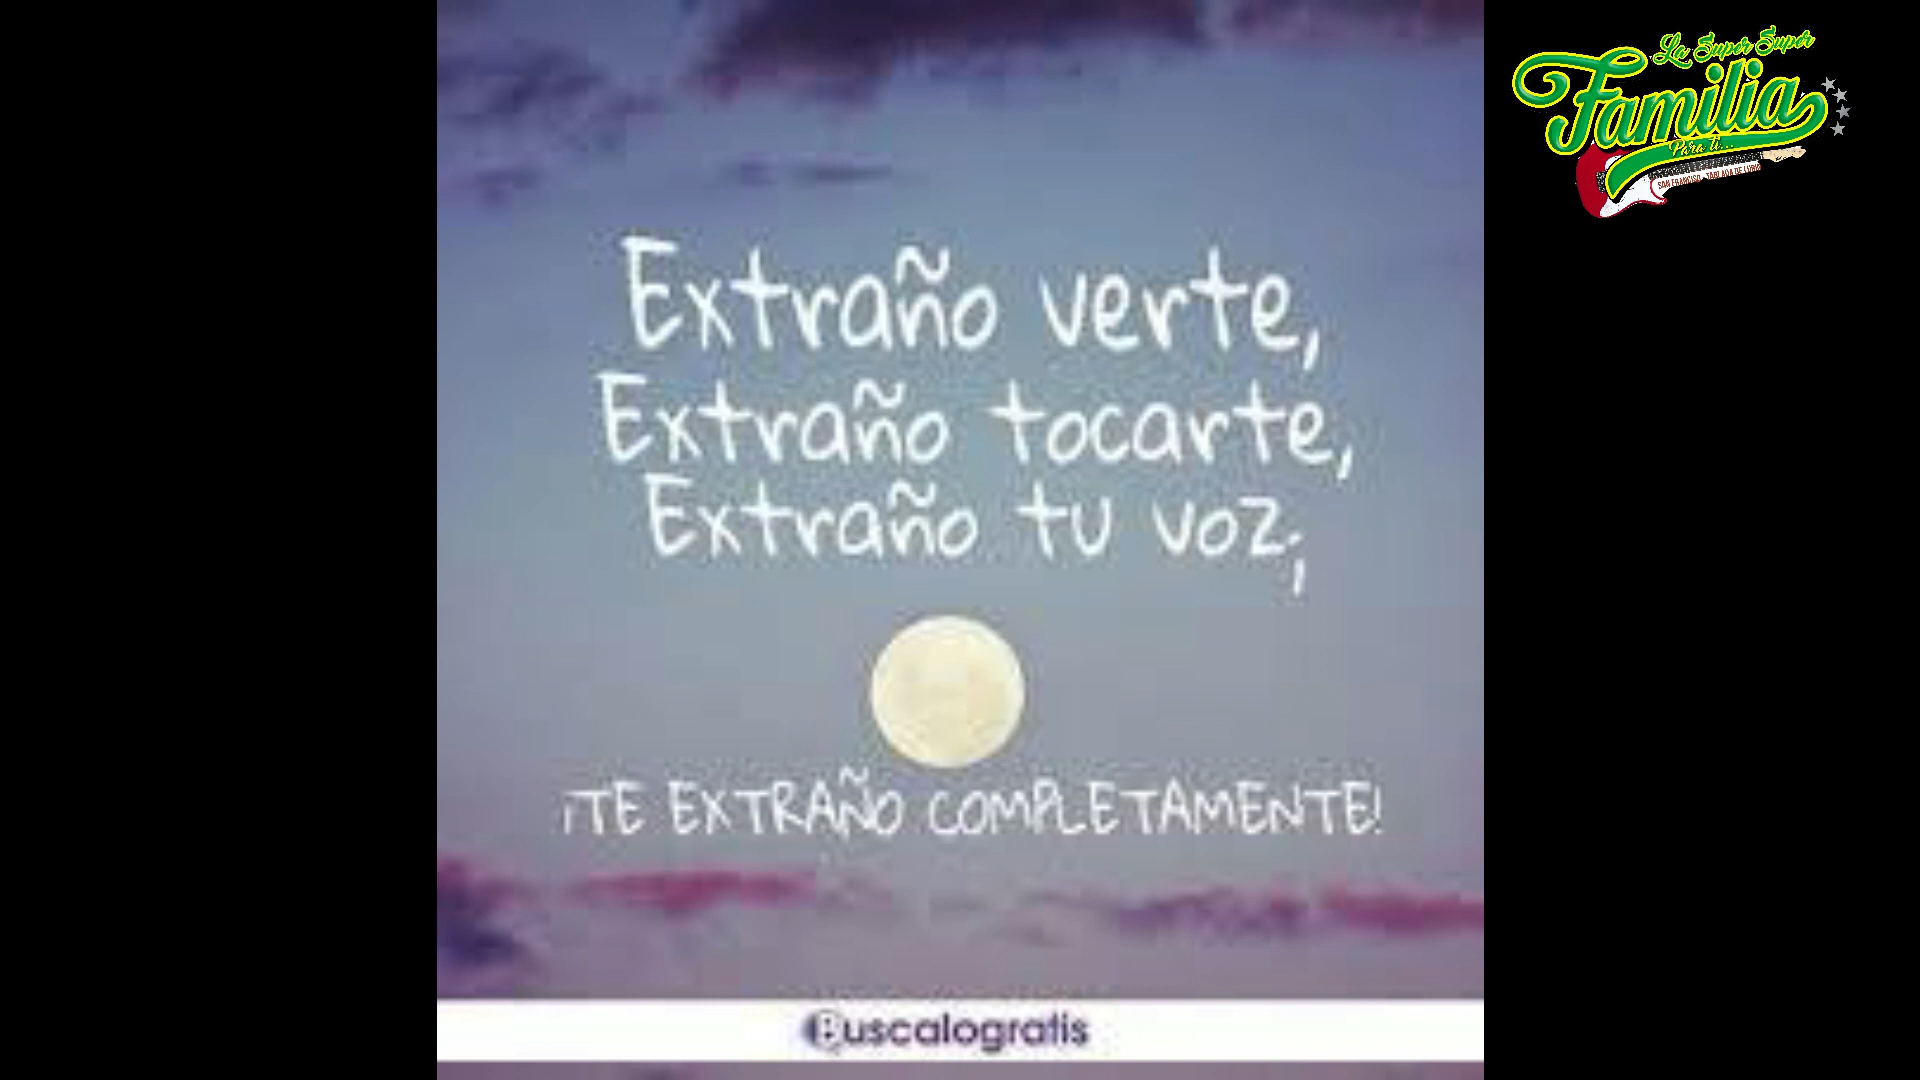 Extraño verte,
Extraño tocarte,
Extraño tu voz;
¡TE EXTRAÑO COMPLETAMENTE!
Buscalogratis
La Super Super
Familia
Para ti...